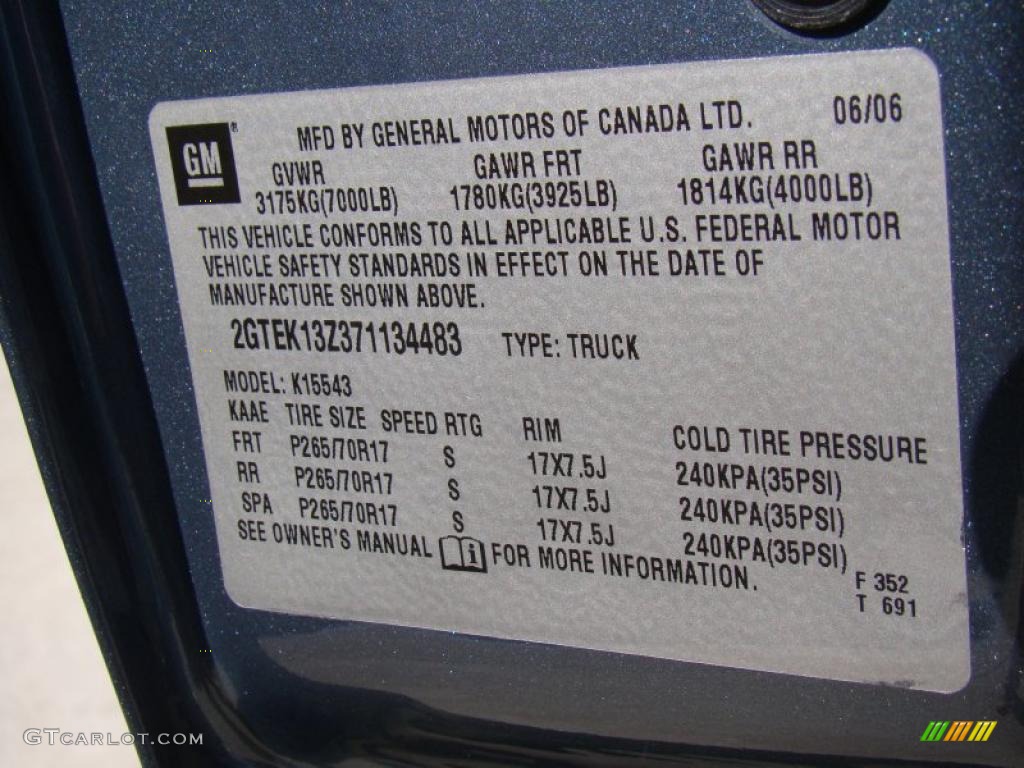 GM ® MFD BY GENERAL MOTORS OF CANADA LTD. 06/06
GVWR GAWR FRT GAWR RR
3175KG(7000LB) 1780KG(3925LB) 1814KG(4000LB)
THIS VEHICLE CONFORMS TO ALL APPLICABLE U.S. FEDERAL MOTOR
VEHICLE SAFETY STANDARDS IN EFFECT ON THE DATE OF
MANUFACTURE SHOWN ABOVE.
2GTEK13Z371134483 TYPE: TRUCK
MODEL: K15543
KAAE TIRE SIZE SPEED RTG RIM COLD TIRE PRESSURE
FRT P265/70R17 S 17X7.5J 240KPA(35PSI)
RR P265/70R17 S 17X7.5J 240KPA(35PSI)
SPA P265/70R17 S 17X7.5J 240KPA(35PSI)
SEE OWNER'S MANUAL i FOR MORE INFORMATION.
F 352
T 691
GTCARLOT.COM